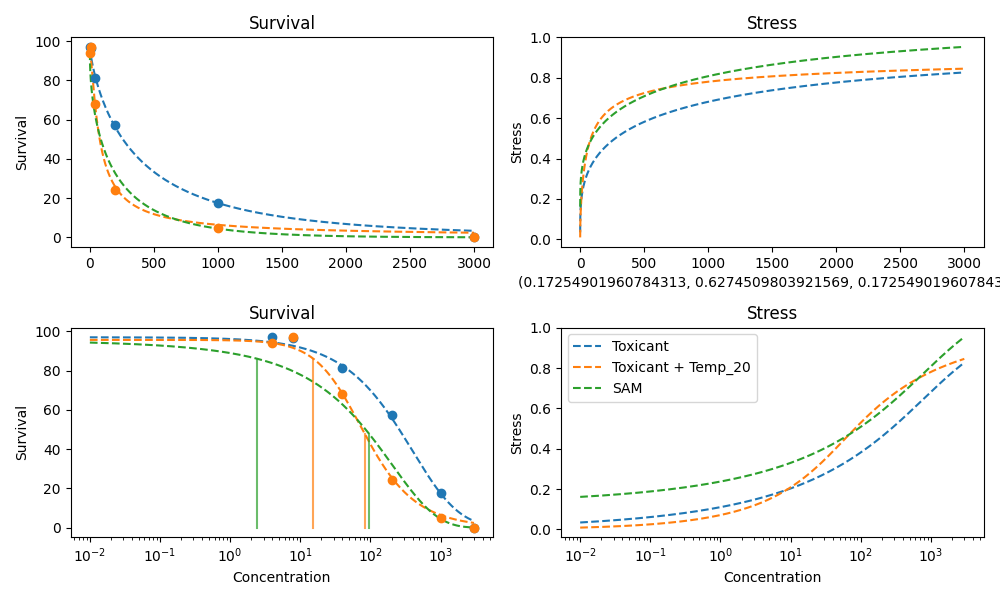 Survival
Survival
100
80
60
40
20
0
0 500 1000 1500 2000 2500 3000
Stress
Stress
1.0
0.8
0.6
0.4
0.2
0.0
0 500 1000 1500 2000 2500 3000
(0.17254901960784313, 0.6274509803921569, 0.1725490196078431
Survival
Survival
100
80
60
40
20
0
10⁻² 10⁻¹ 10⁰ 10¹ 10² 10³
Concentration
Stress
Stress
1.0
0.8
0.6
0.4
0.2
0.0
Toxicant
Toxicant + Temp_20
SAM
10⁻² 10⁻¹ 10⁰ 10¹ 10² 10³
Concentration